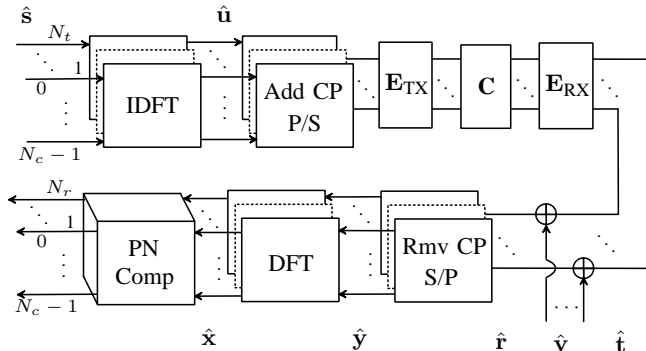 ŝ û
N_t
1
0
N_c − 1
IDFT
Add CP
P/S
E_TX
C
E_RX
N_r
1
0
N_c − 1
PN
Comp
DFT
Rmv CP
S/P
x̂ ŷ r̂ v̂ t̂